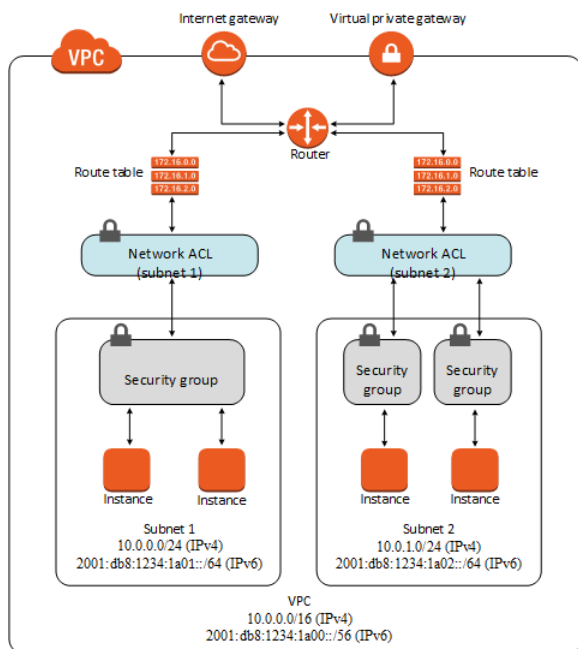 Internet gateway
Virtual private gateway
VPC
Router
Route table
172.16.0.0
172.16.1.0
172.16.2.0
172.16.0.0
172.16.1.0
172.16.2.0
Route table
Network ACL
(subnet 1)
Network ACL
(subnet 2)
Security group
Security
group
Security
group
Instance
Instance
Instance
Instance
Subnet 1
10.0.0.0/24 (IPv4)
2001:db8:1234:1a01::/64 (IPv6)
Subnet 2
10.0.1.0/24 (IPv4)
2001:db8:1234:1a02::/64 (IPv6)
VPC
10.0.0.0/16 (IPv4)
2001:db8:1234:1a00::/56 (IPv6)